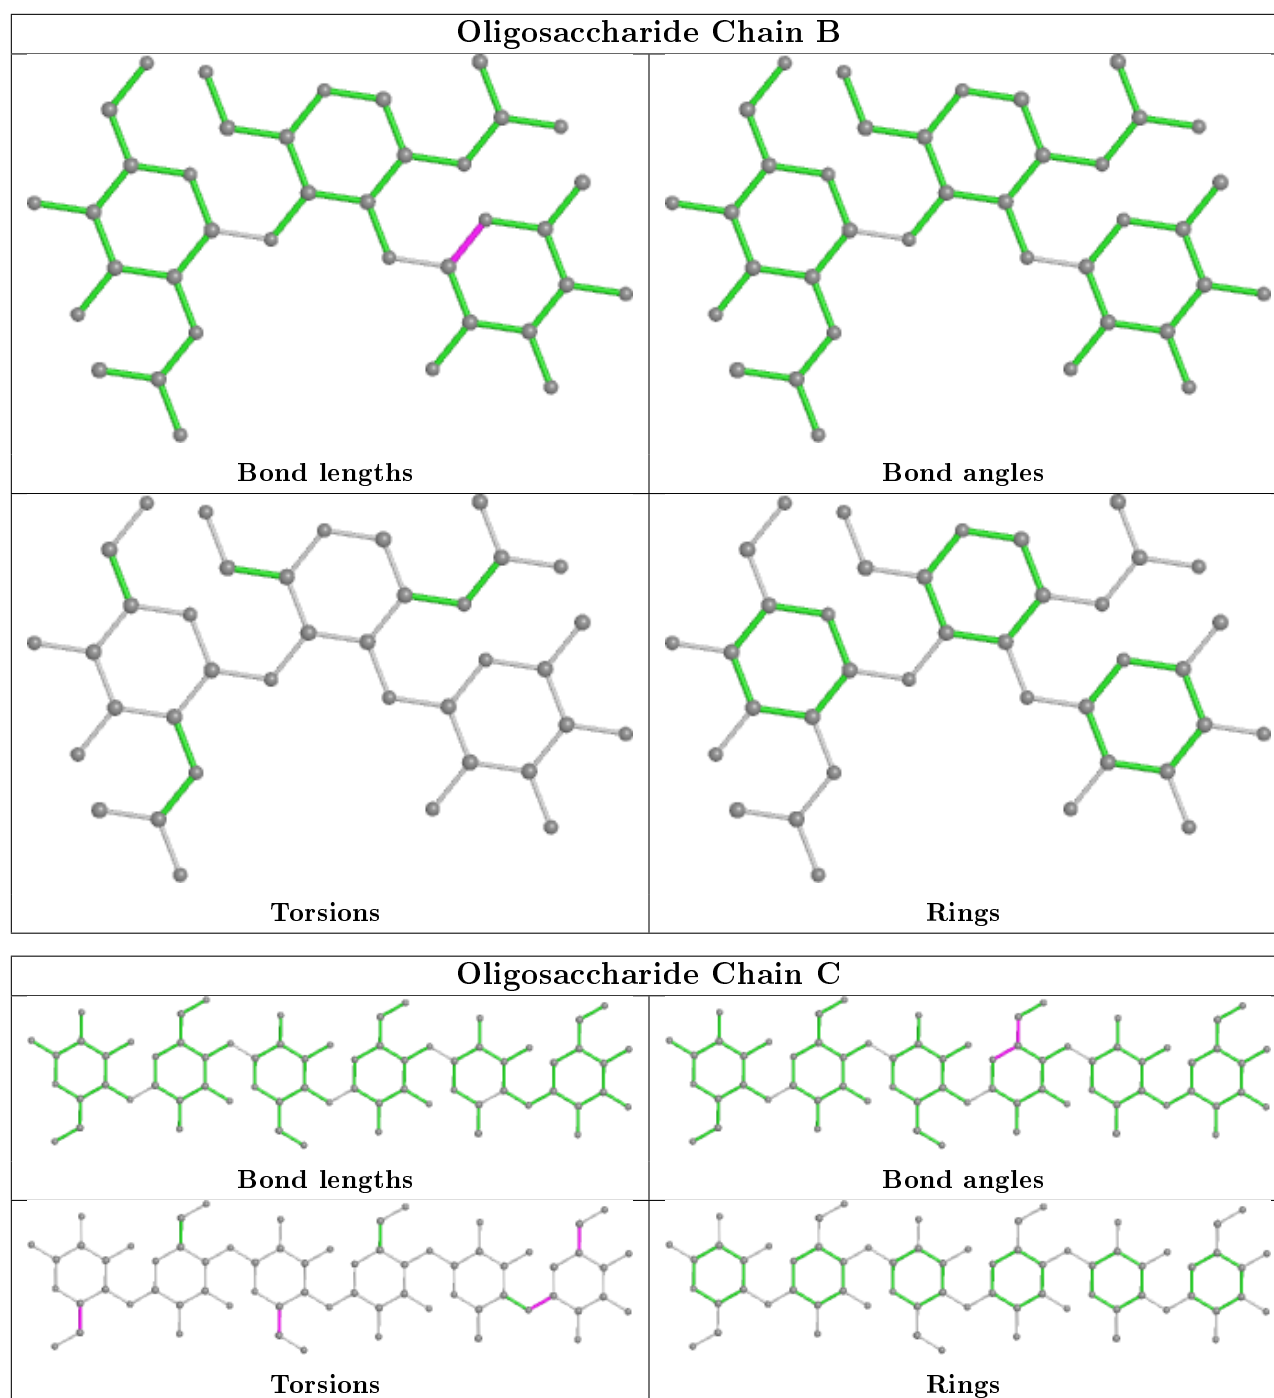 Oligosaccharide Chain B
Bond lengths
Bond angles
Torsions
Rings
Oligosaccharide Chain C
Bond lengths
Bond angles
Torsions
Rings